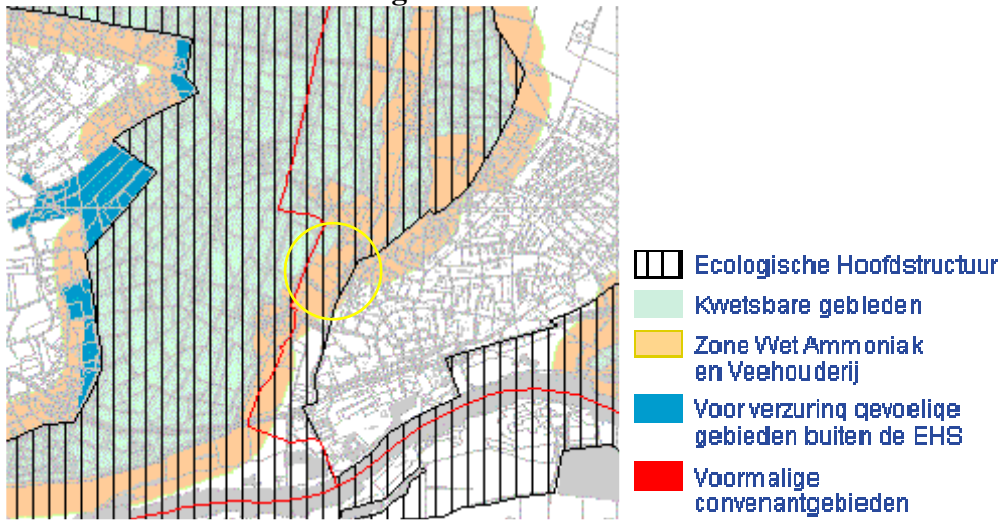 Ecologische Hoofdstructuur
Kwetsbare gebieden
Zone Wet Ammoniak
en Veehouderij
Voor verzuring gevoelige
gebieden buiten de EHS
Voormalige
convenantgebieden